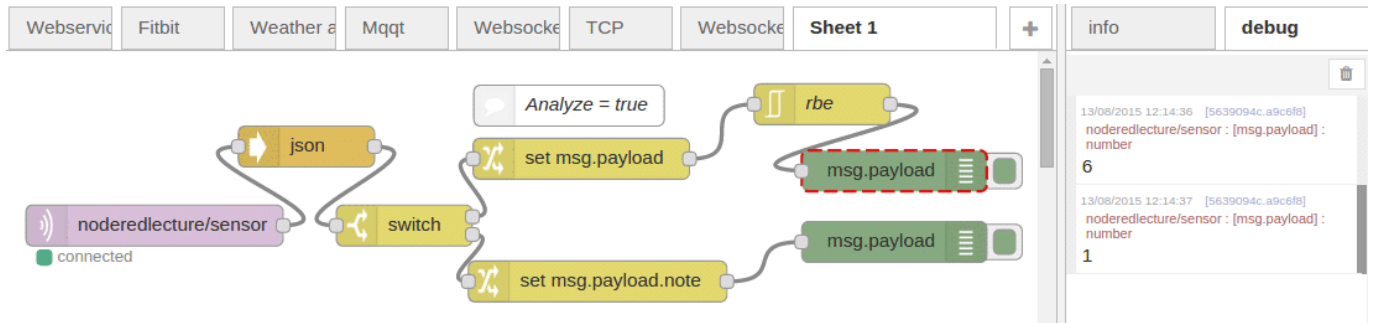 Webservic
Fitbit
Weather a
Mqqt
Websocke
TCP
Websocke
Sheet 1
+
info
debug
Analyze = true
rbe
json
set msg.payload
msg.payload
noderedlecture/sensor
switch
connected
msg.payload
set msg.payload.note
13/08/2015 12:14:36 [5639094c.a9c6f8]
noderedlecture/sensor : [msg.payload] :
number
6
13/08/2015 12:14:37 [5639094c.a9c6f8]
noderedlecture/sensor : [msg.payload] :
number
1